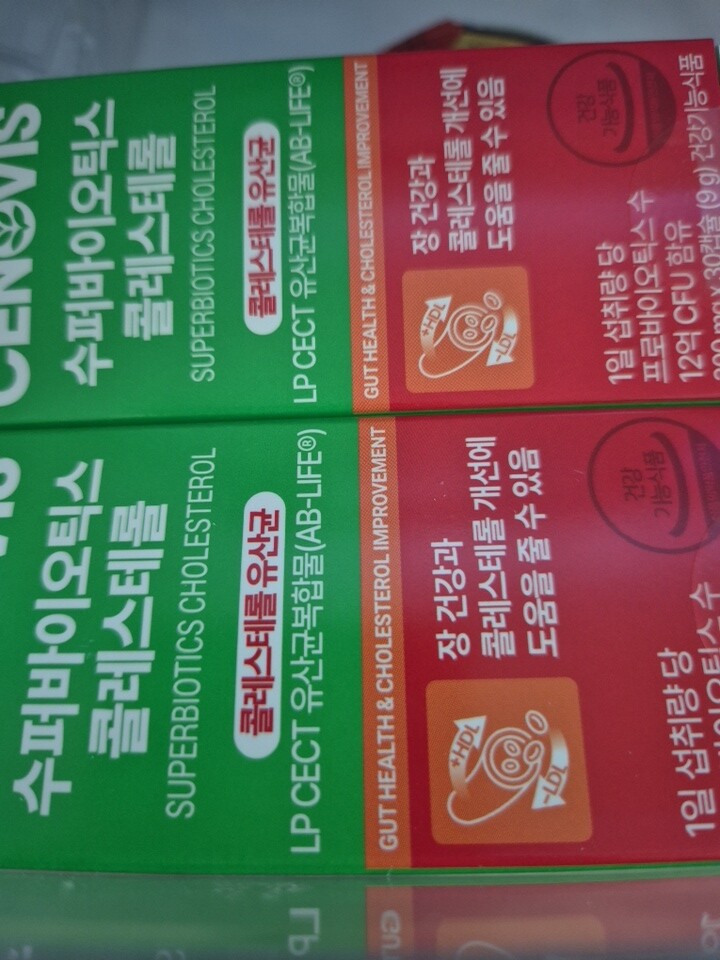 CENOVIS
수퍼바이오틱스
콜레스테롤
SUPERBIOTICS CHOLESTEROL
콜레스테롤 유산균
LP CECT 유산균복합물(AB-LIFE®)
GUT HEALTH & CHOLESTEROL IMPROVEMENT
장 건강과
콜레스테롤 개선에
도움을 줄 수 있음
+HDL
-LDL
건강
기능식품
1일 섭취량 당
프로바이오틱스 수
12억 CFU 함유
300 mg x 30캡슐 (9 g) 건강기능식품
수퍼바이오틱스
콜레스테롤
SUPERBIOTICS CHOLESTEROL
콜레스테롤 유산균
LP CECT 유산균복합물(AB-LIFE®)
GUT HEALTH & CHOLESTEROL IMPROVEMENT
장 건강과
콜레스테롤 개선에
도움을 줄 수 있음
+HDL
-LDL
건강
기능식품
1일 섭취량 당